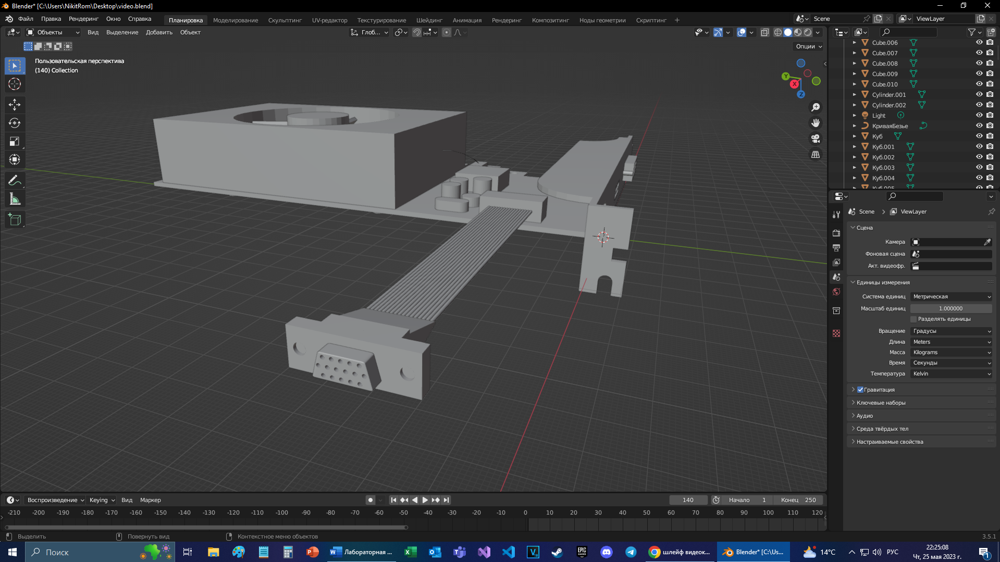 Blender* [C:\Users\NikitRom\Desktop\video.blend]
Файл Правка Рендеринг Окно Справка
Планировка Моделирование Скульптинг UV-редактор Текстурирование Шейдинг Анимация Рендеринг Композитинг Ноды геометрии Скриптинг +
Scene
ViewLayer
Объекты Вид Выделение Добавить Объект
Глоб...
Опции
Пользовательская перспектива
(140) Collection
Y
X
Z
Cube.006
Cube.007
Cube.008
Cube.009
Cube.010
Cylinder.001
Cylinder.002
Light
КриваяБезье
Куб
Куб.001
Куб.002
Куб.003
Куб.004
Куб.005
Scene ViewLayer
Сцена
Камера
Фоновая сцена
Акт. видеофр.
Единицы измерения
Система единиц Метрическая
Масштаб единиц 1.000000
Разделять единицы
Вращение Градусы
Длина Meters
Масса Kilograms
Время Секунды
Температура Kelvin
Гравитация
Ключевые наборы
Аудио
Среда твёрдых тел
Настраиваемые свойства
Воспроизведение Keying Вид Маркер
140
Начало 1
Конец 250
-210 -200 -190 -180 -170 -160 -150 -140 -130 -120 -110 -100 -90 -80 -70 -60 -50 -40 -30 -20 -10 0 10 20 30 40 50 60 70 80 90 100 110 120
Выделить Повернуть вид Контекстное меню объектов
3.5.1
Поиск
Лабораторная ...
EPIC GAMES
шлейф видеок...
Blender* [C:\Us...
14°C
РУС
22:25:08
Чт, 25 мая 2023 г.
1